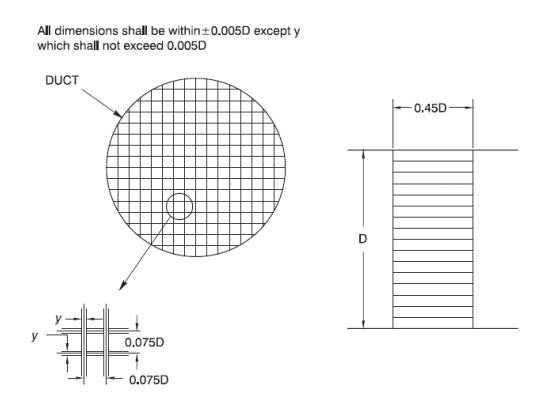 All dimensions shall be within±0.005D except y
which shall not exceed 0.005D
DUCT
0.45D
D
y
y
0.075D
0.075D